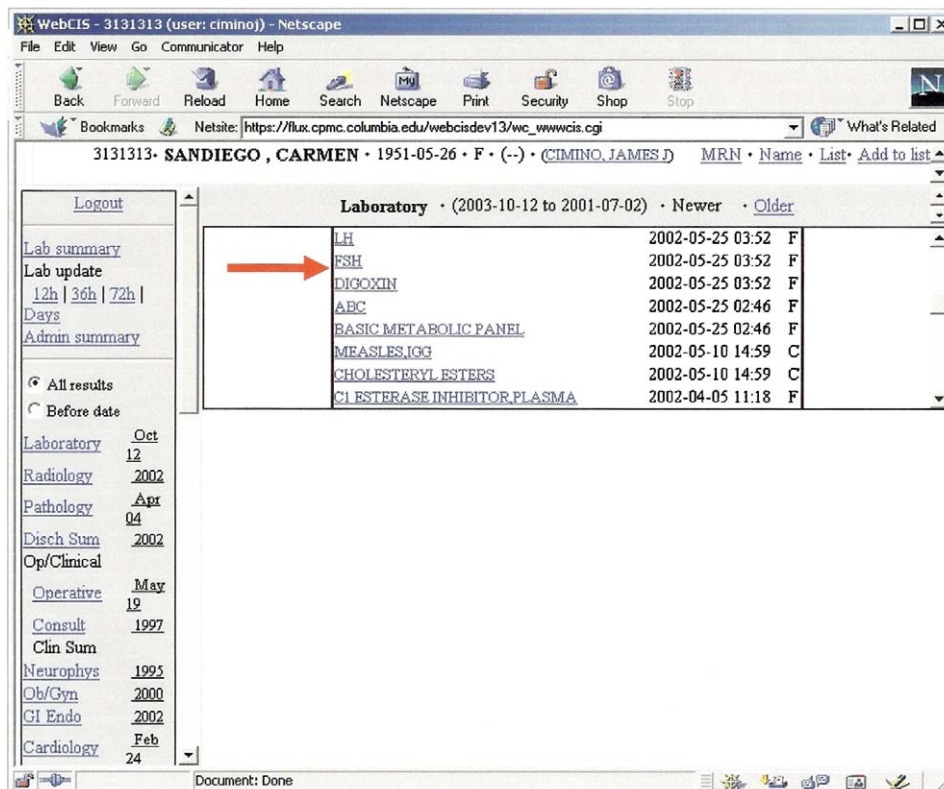 WebCIS - 3131313 (user: ciminoj) - Netscape
File Edit View Go Communicator Help
My N
Back Forward Reload Home Search Netscape Print Security Shop Stop
Bookmarks Netsite: https://flux.cpmc.columbia.edu/webcisdev13/wc_wwwcis.cgi What's Related
3131313· SANDIEGO , CARMEN · 1951-05-26 · F · (--) · (CIMINO, JAMES J) MRN · Name · List· Add to list
Logout
Lab summary
Lab update
12h | 36h | 72h |
Days
Admin summary
All results
Before date
Laboratory Oct 12
Radiology 2002
Pathology Apr 04
Disch Sum 2002
Op/Clinical
Operative May 19
Consult 1997
Clin Sum
Neurophys 1995
Ob/Gyn 2000
GI Endo 2002
Cardiology Feb 24
Laboratory · (2003-10-12 to 2001-07-02) · Newer · Older
LH 2002-05-25 03:52 F
FSH 2002-05-25 03:52 F
DIGOXIN 2002-05-25 03:52 F
ABC 2002-05-25 02:46 F
BASIC METABOLIC PANEL 2002-05-25 02:46 F
MEASLES,IGG 2002-05-10 14:59 C
CHOLESTERYL ESTERS 2002-05-10 14:59 C
C1 ESTERASE INHIBITOR,PLASMA 2002-04-05 11:18 F
Document: Done